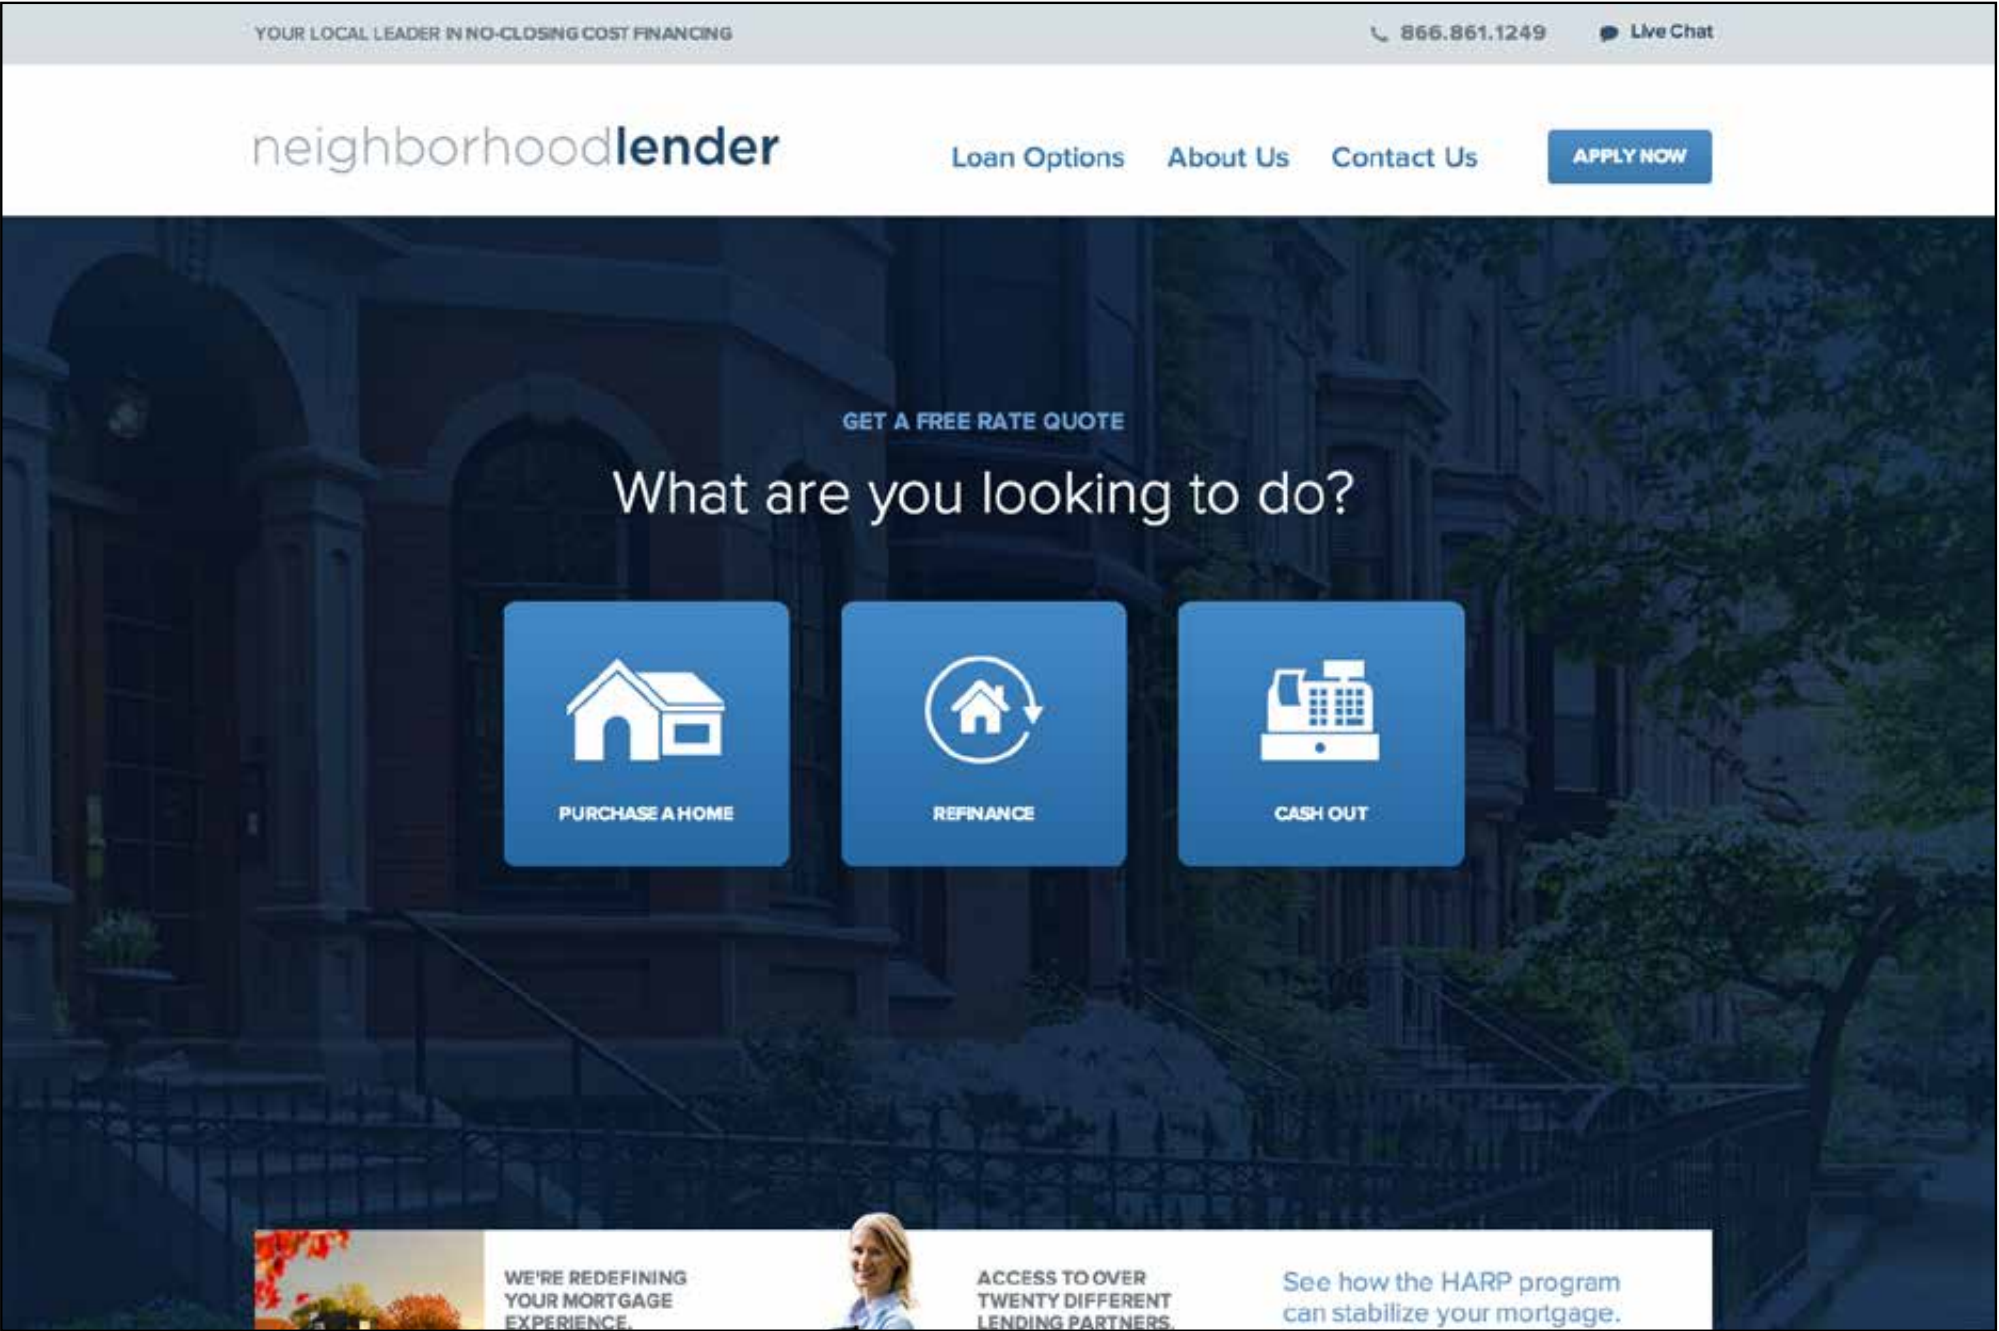 YOUR LOCAL LEADER IN NO-CLOSING COST FINANCING
866.861.1249
Live Chat
neighborhoodlender
Loan Options
About Us
Contact Us
APPLY NOW
GET A FREE RATE QUOTE
What are you looking to do?
PURCHASE A HOME
REFINANCE
CASH OUT
WE'RE REDEFINING
YOUR MORTGAGE
EXPERIENCE.
ACCESS TO OVER
TWENTY DIFFERENT
LENDING PARTNERS.
See how the HARP program
can stabilize your mortgage.